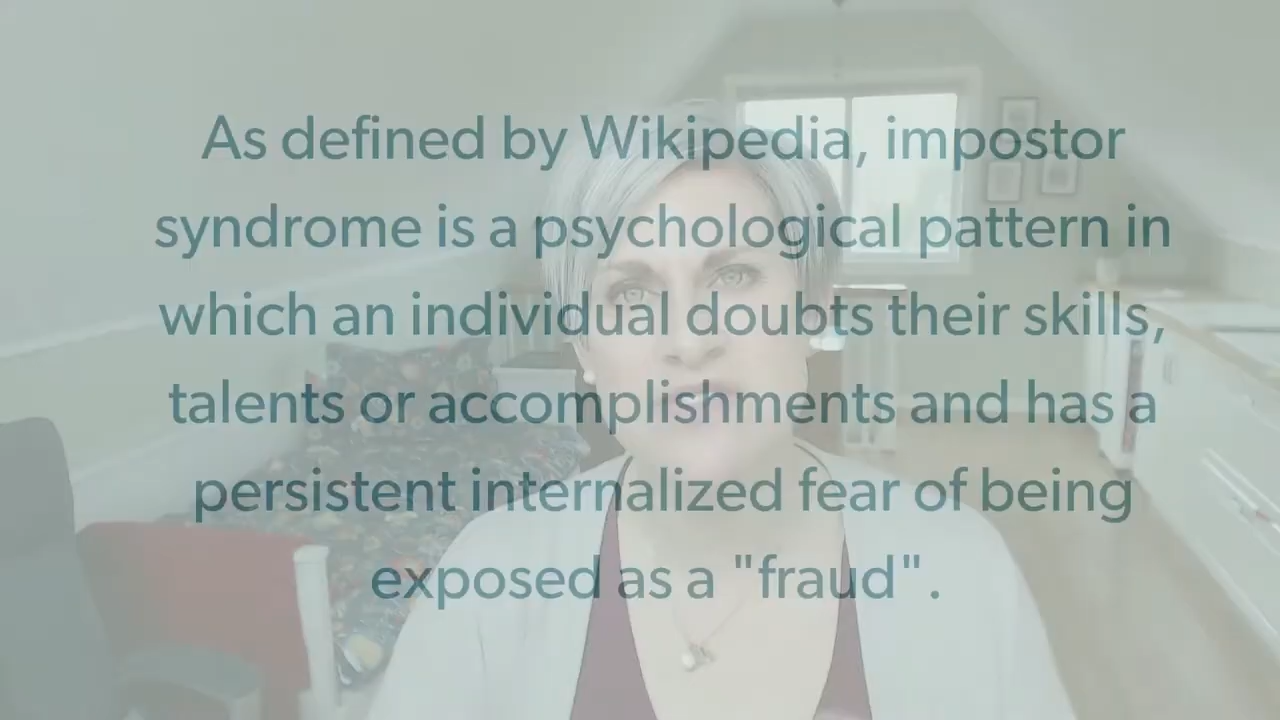 As defined by Wikipedia, impostor
syndrome is a psychological pattern in
which an individual doubts their skills,
talents or accomplishments and has a
persistent internalized fear of being
exposed as a "fraud".